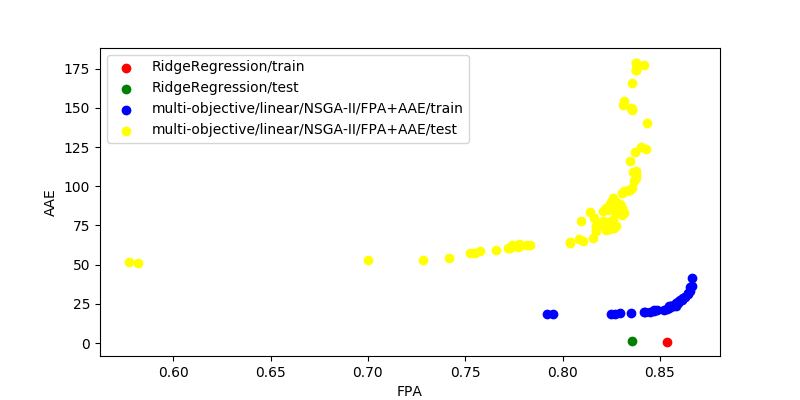 RidgeRegression/train
RidgeRegression/test
multi-objective/linear/NSGA-II/FPA+AAE/train
multi-objective/linear/NSGA-II/FPA+AAE/test
AAE
175
150
125
100
75
50
25
0
0.60 0.65 0.70 0.75 0.80 0.85
FPA